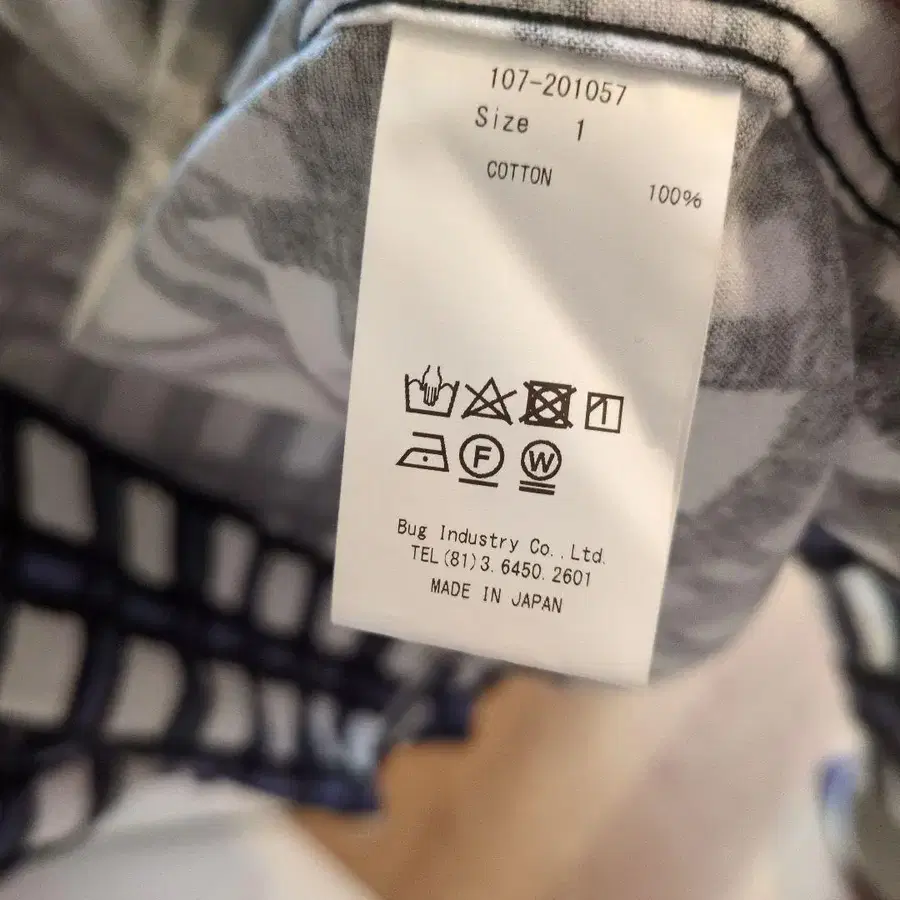 107-201057
Size 1
COTTON 100%
F W
Bug Industry Co., Ltd.
TEL(81)3.6450.2601
MADE IN JAPAN